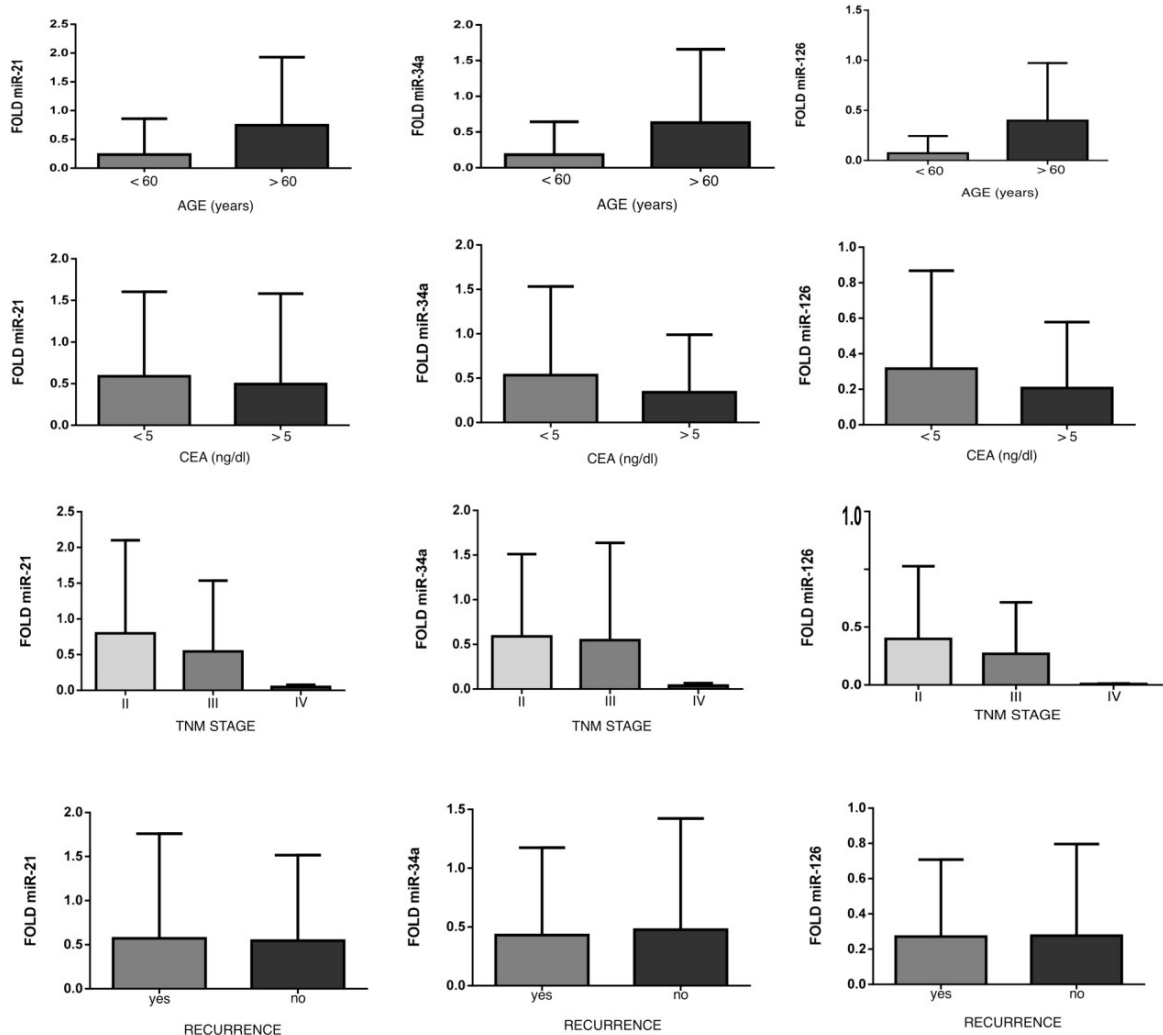 FOLD miR-21
2.5
2.0
1.5
1.0
0.5
0.0
< 60
> 60
AGE (years)
FOLD miR-34a
2.0
1.5
1.0
0.5
0.0
< 60
> 60
AGE (years)
FOLD miR-126
1.5
1.0
0.5
0.0
< 60
> 60
AGE (years)
FOLD miR-21
2.0
1.5
1.0
0.5
0.0
< 5
> 5
CEA (ng/dl)
FOLD miR-34a
2.0
1.5
1.0
0.5
0.0
< 5
> 5
CEA (ng/dl)
FOLD miR-126
1.0
0.8
0.6
0.4
0.2
0.0
< 5
> 5
CEA (ng/dl)
FOLD miR-21
2.5
2.0
1.5
1.0
0.5
0.0
II
III
IV
TNM STAGE
FOLD miR-34a
2.0
1.5
1.0
0.5
0.0
II
III
IV
TNM STAGE
FOLD miR-126
1.0
0.5
0.0
II
III
IV
TNM STAGE
FOLD miR-21
2.0
1.5
1.0
0.5
0.0
yes
no
RECURRENCE
FOLD miR-34a
1.5
1.0
0.5
0.0
yes
no
RECURRENCE
FOLD miR-126
1.0
0.8
0.6
0.4
0.2
0.0
yes
no
RECURRENCE